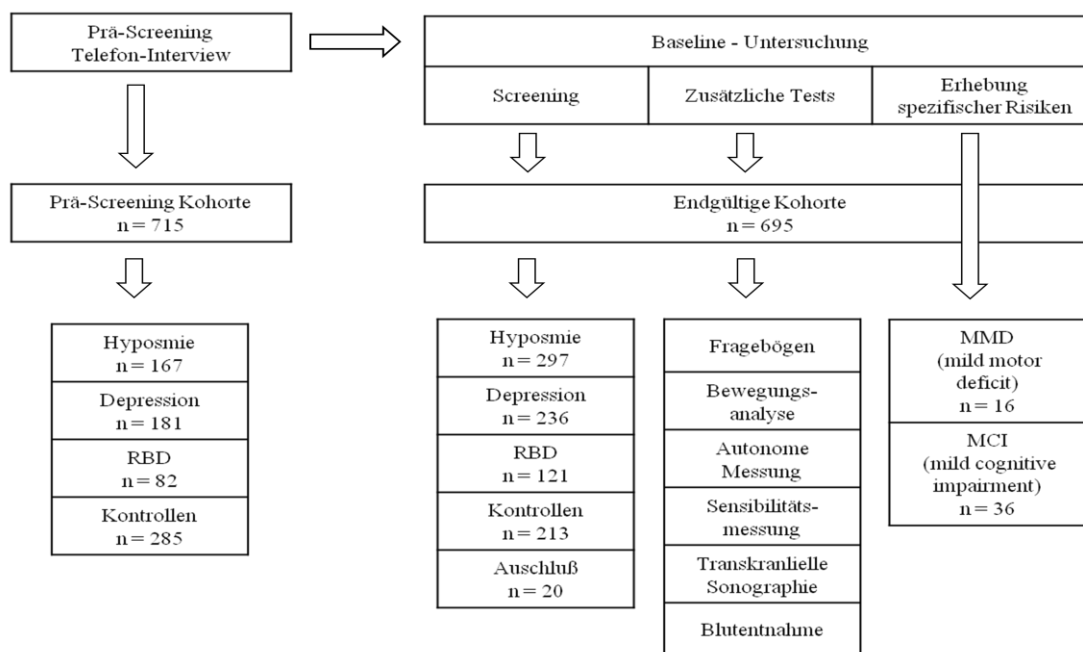 Prä-Screening
Telefon-Interview
Baseline - Untersuchung
Screening
Zusätzliche Tests
Erhebung
spezifischer Risiken
Prä-Screening Kohorte
n = 715
Endgültige Kohorte
n = 695
Hyposmie
n = 167
Depression
n = 181
RBD
n = 82
Kontrollen
n = 285
Hyposmie
n = 297
Depression
n = 236
RBD
n = 121
Kontrollen
n = 213
Auschluß
n = 20
Fragebögen
Bewegungs-
analyse
Autonome
Messung
Sensibilitäts-
messung
Transkranlielle
Sonographie
Blutentnahme
MMD
(mild motor
deficit)
n = 16
MCI
(mild cognitive
impairment)
n = 36